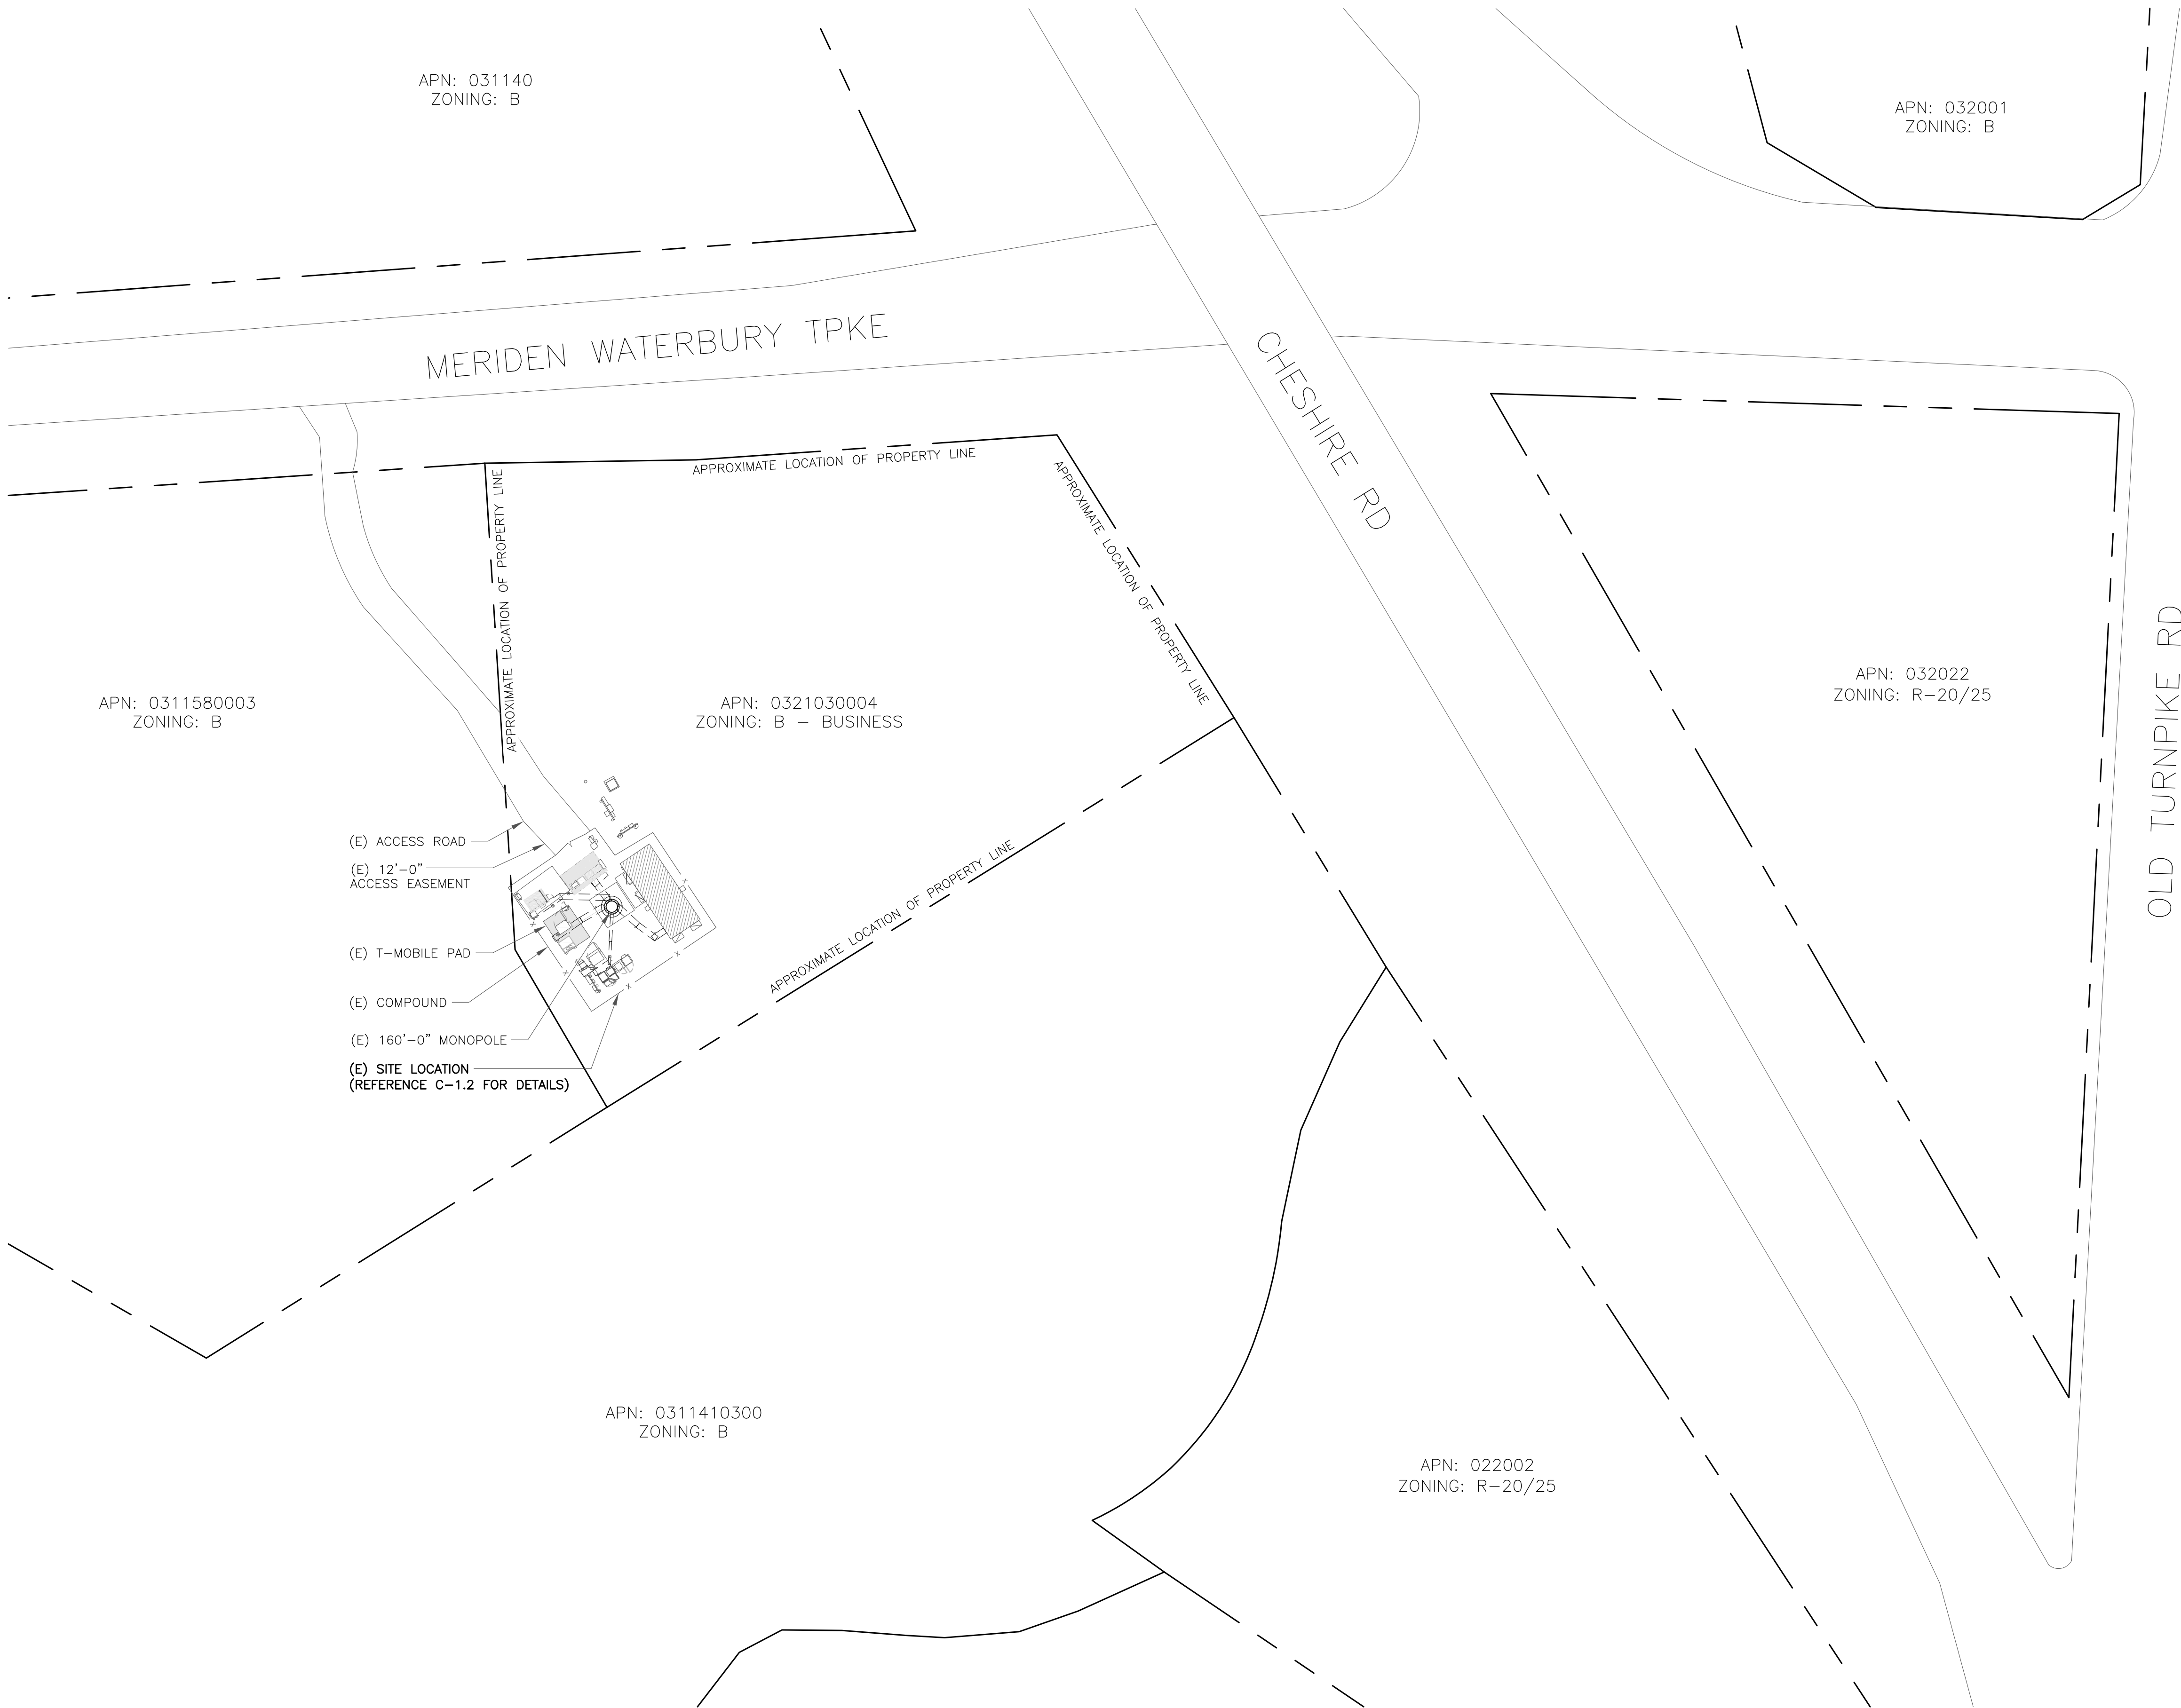 APN: 031140
ZONING: B
APN: 032001
ZONING: B
MERIDEN WATERBURY TPKE
CHESHIRE RD
APPROXIMATE LOCATION OF PROPERTY LINE
APPROXIMATE LOCATION OF PROPERTY LINE
APPROXIMATE LOCATION OF PROPERTY LINE
APN: 0311580003
ZONING: B
APN: 0321030004
ZONING: B - BUSINESS
APN: 032022
ZONING: R-20/25
OLD TURNPIKE RD
(E) ACCESS ROAD
(E) 12'-0"
ACCESS EASEMENT
(E) T-MOBILE PAD
(E) COMPOUND
(E) 160'-0" MONOPOLE
(E) SITE LOCATION
(REFERENCE C-1.2 FOR DETAILS)
APPROXIMATE LOCATION OF PROPERTY LINE
APN: 0311410300
ZONING: B
APN: 022002
ZONING: R-20/25